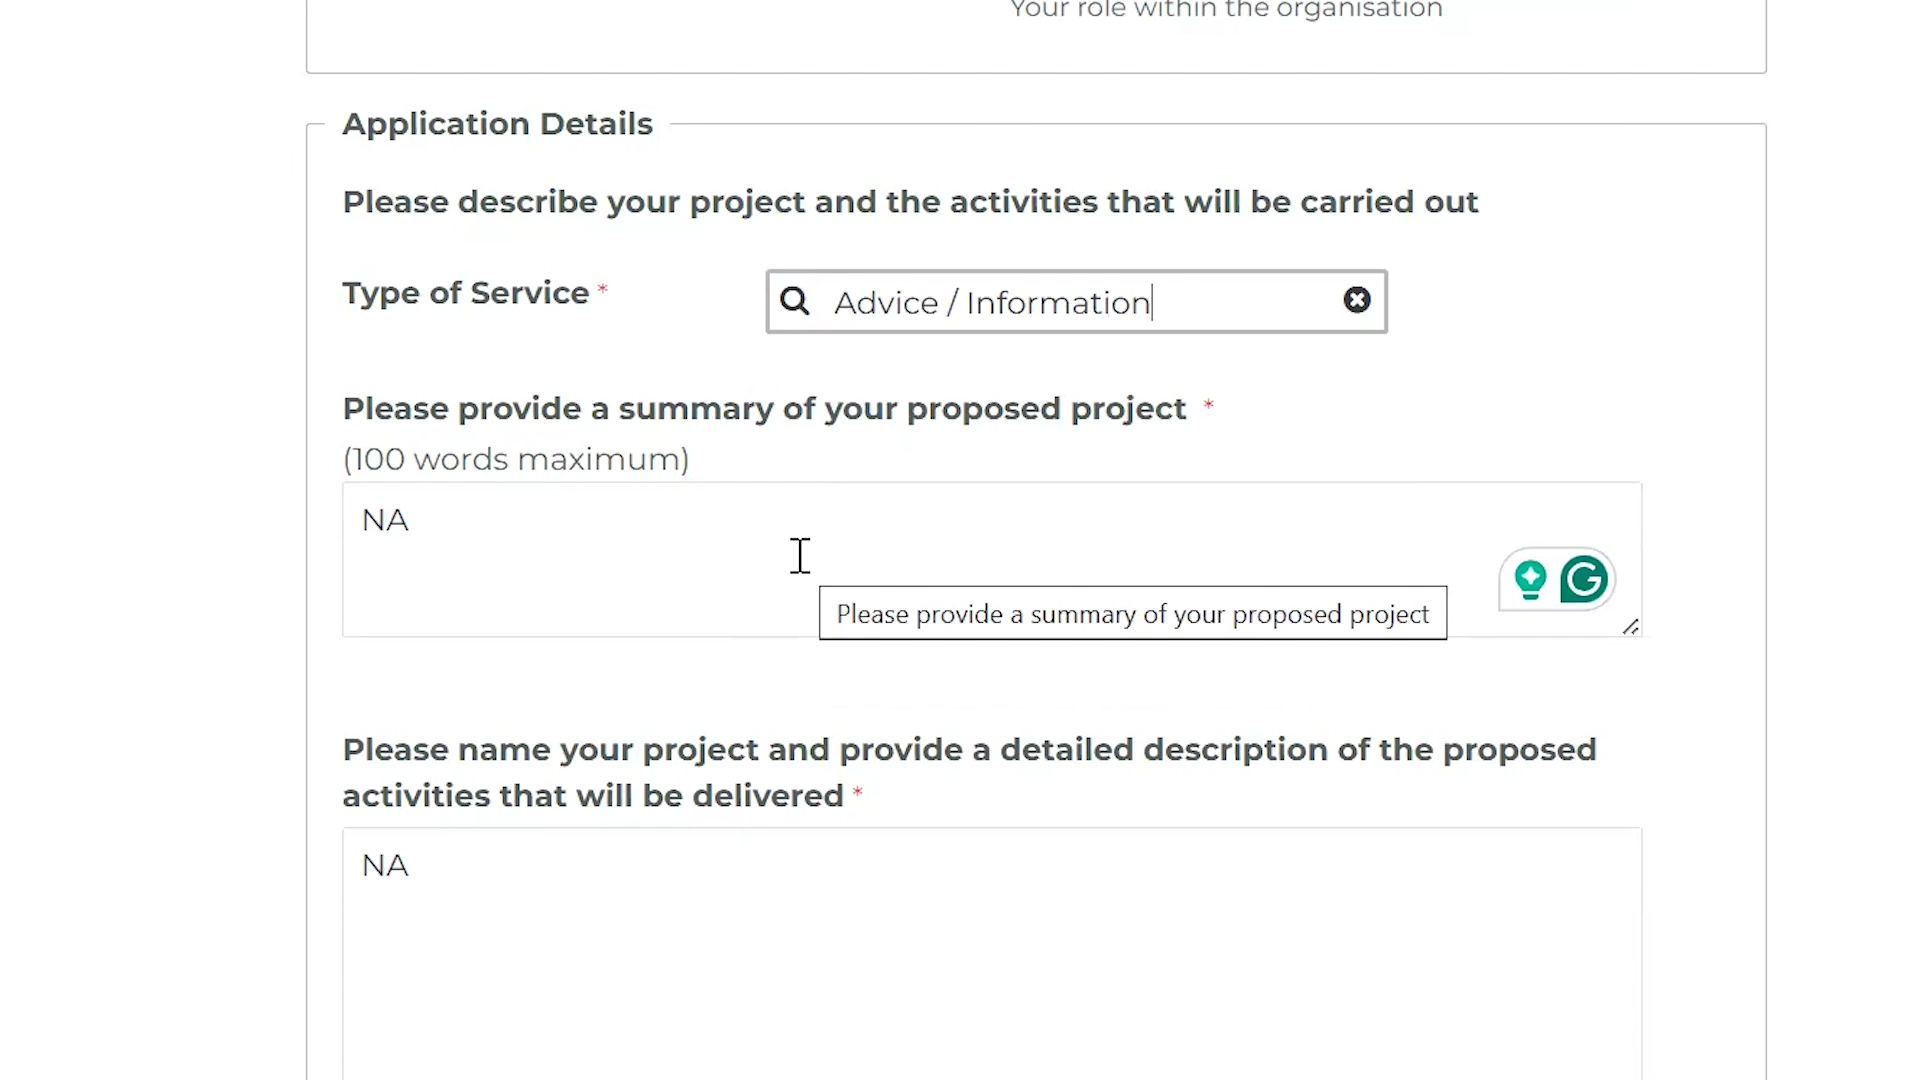 Your role within the organisation
Application Details
Please describe your project and the activities that will be carried out
Type of Service *
Advice / Information
Please provide a summary of your proposed project *
(100 words maximum)
NA
Please provide a summary of your proposed project
Please name your project and provide a detailed description of the proposed
activities that will be delivered *
NA